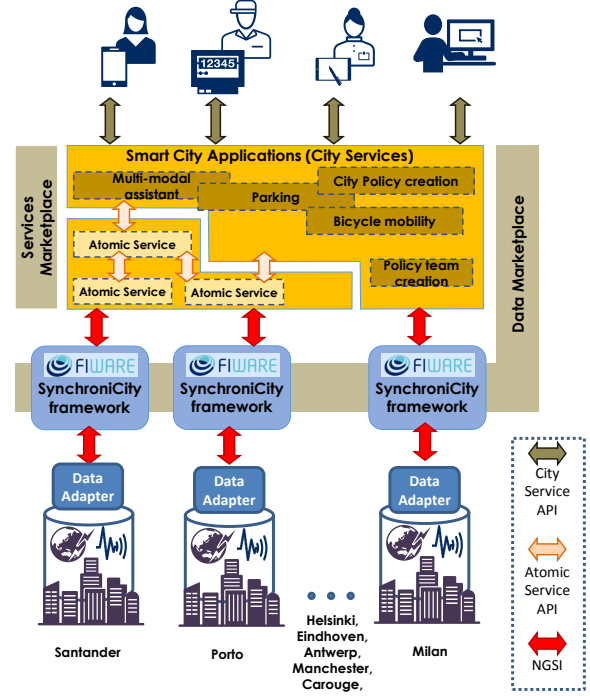 12345
Smart City Applications (City Services)
Multi-modal
assistant
City Policy creation
Parking
Bicycle mobility
Services
Marketplace
Atomic Service
Policy team
creation
Atomic Service
Atomic Service
Data Marketplace
FIWARE
SynchroniCity
framework
FIWARE
SynchroniCity
framework
FIWARE
SynchroniCity
framework
Data
Adapter
Data
Adapter
Data
Adapter
City
Service
API
Atomic
Service
API
NGSI
Santander
Porto
Helsinki,
Eindhoven,
Antwerp,
Manchester,
Carouge,
Milan